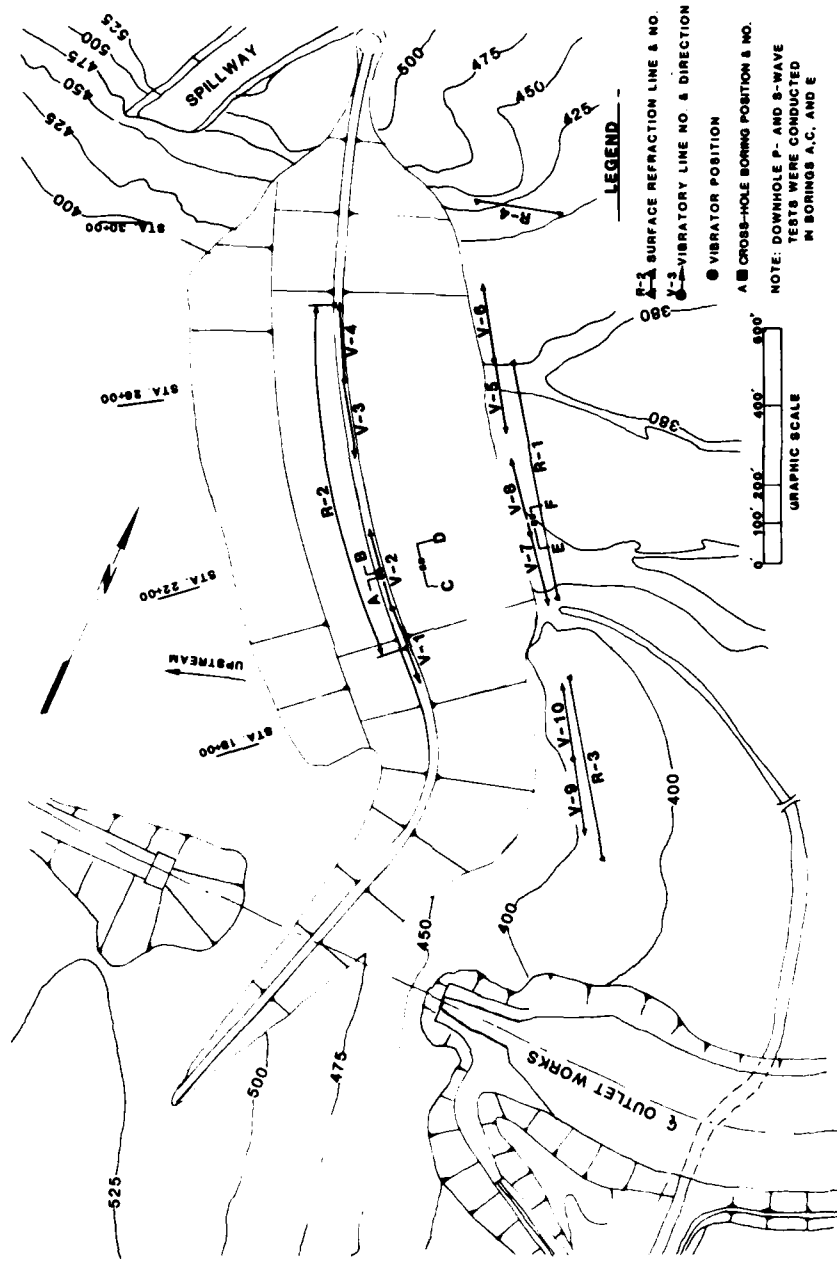 525
500
475
450
425
400
SPILLWAY
STA. 30+00
500
475
450
425
LEGEND
R-2 SURFACE REFRACTION LINE & NO.
V-3 VIBRATORY LINE NO. & DIRECTION
VIBRATOR POSITION
A CROSS-HOLE BORING POSITION & NO.
NOTE: DOWNHOLE P- AND S-WAVE
TESTS WERE CONDUCTED
IN BORINGS A,C, AND E
R-4
STA. 26+00
V-4
V-3
R-2
V-6
V-5
R-1
V-8
V-7
F
E
380
380
0' 100' 200' 400' 600'
GRAPHIC SCALE
N
STA. 22+00
UPSTREAM
STA. 18+00
B
A
V-2
V-1
D
C
V-10
V-9
R-3
400
400
450
475
500
525
℄ OUTLET WORKS